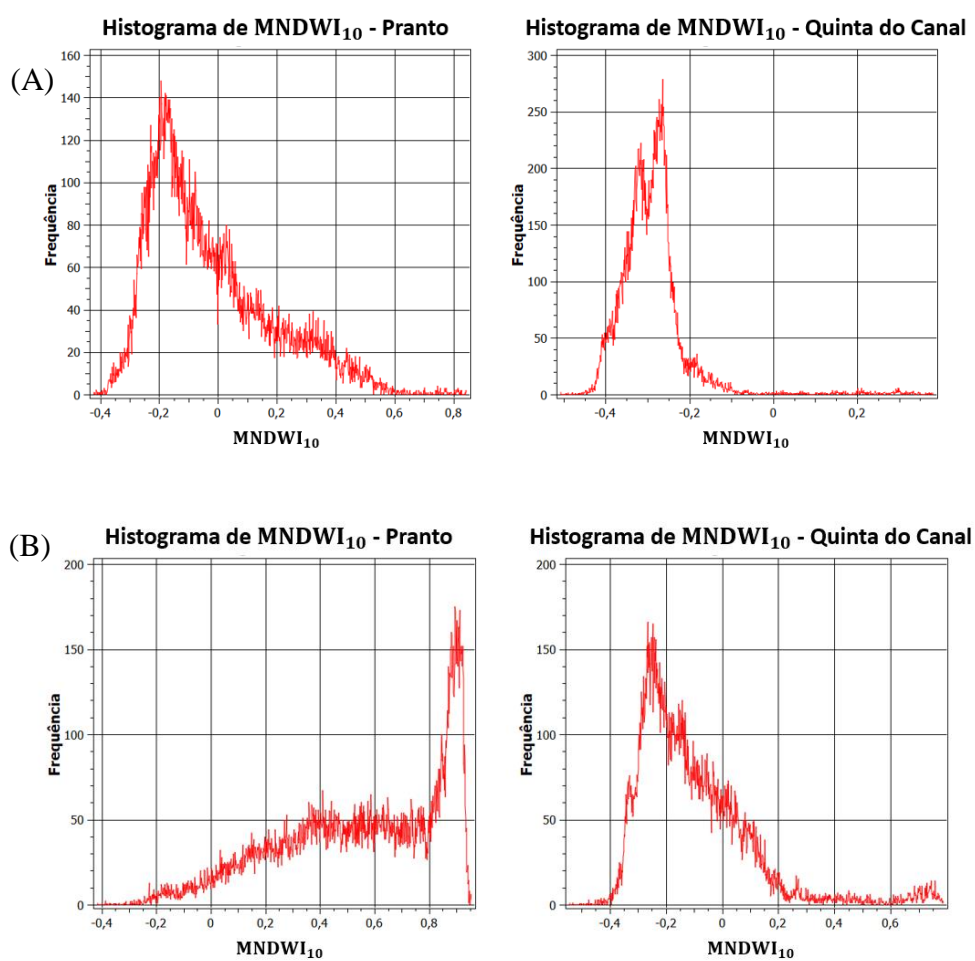 Histograma de MNDWI₁₀ - Pranto
Histograma de MNDWI₁₀ - Quinta do Canal
(A)
Frequência
160
140
120
100
80
60
40
20
0
-0,4 -0,2 0 0,2 0,4 0,6 0,8
MNDWI₁₀
Frequência
300
250
200
150
100
50
0
-0,4 -0,2 0 0,2
MNDWI₁₀
(B)
Histograma de MNDWI₁₀ - Pranto
Histograma de MNDWI₁₀ - Quinta do Canal
Frequência
200
150
100
50
0
-0,4 -0,2 0 0,2 0,4 0,6 0,8
MNDWI₁₀
Frequência
200
150
100
50
0
-0,4 -0,2 0 0,2 0,4 0,6
MNDWI₁₀